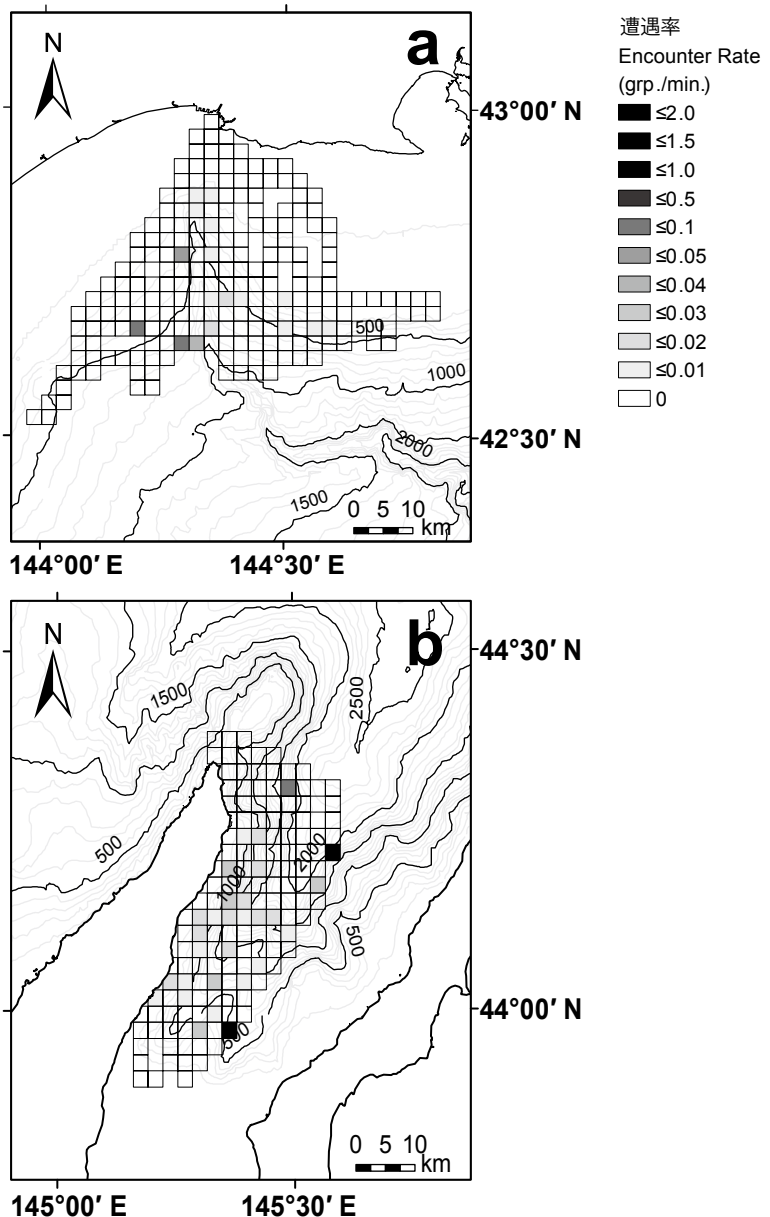 遭遇率
Encounter Rate
(grp./min.)
≤2.0
≤1.5
≤1.0
≤0.5
≤0.1
≤0.05
≤0.04
≤0.03
≤0.02
≤0.01
0
a
N
43°00′ N
500
1000
42°30′ N
2000
1500
0 5 10
km
144°00′ E 144°30′ E
b
N
44°30′ N
1500
2500
500
2000
1000
500
44°00′ N
500
0 5 10
km
145°00′ E 145°30′ E